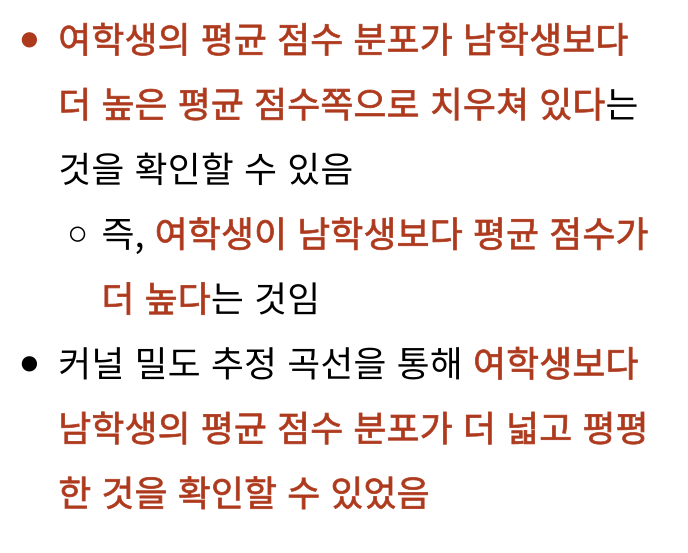 • 여학생의 평균 점수 분포가 남학생보다
더 높은 평균 점수쪽으로 치우쳐 있다는
것을 확인할 수 있음
○ 즉, 여학생이 남학생보다 평균 점수가
더 높다는 것임
• 커널 밀도 추정 곡선을 통해 여학생보다
남학생의 평균 점수 분포가 더 넓고 평평
한 것을 확인할 수 있었음